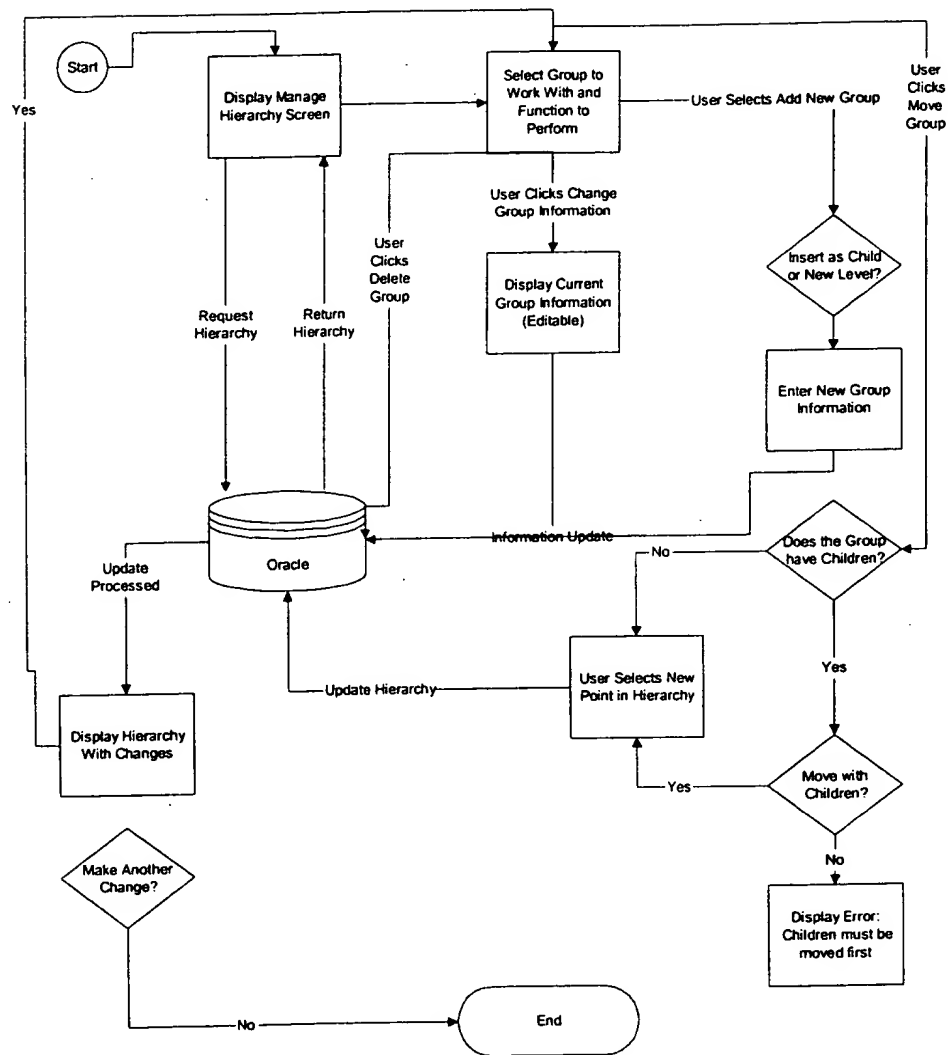 Start
Yes
Display Manage
Hierarchy Screen
Select Group to
Work With and
Function to
Perform
User Selects Add New Group
User
Clicks
Move
Group
User Clicks Change
Group Information
User
Clicks
Delete
Group
Insert as Child
or New Level?
Display Current
Group Information
(Editable)
Request
Hierarchy
Return
Hierarchy
Enter New Group
Information
Oracle
Information Update
No
Does the Group
have Children?
Update
Processed
Yes
Update Hierarchy
User Selects New
Point in Hierarchy
Display Hierarchy
With Changes
Yes
Move with
Children?
No
Make Another
Change?
Display Error:
Children must be
moved first
No
End